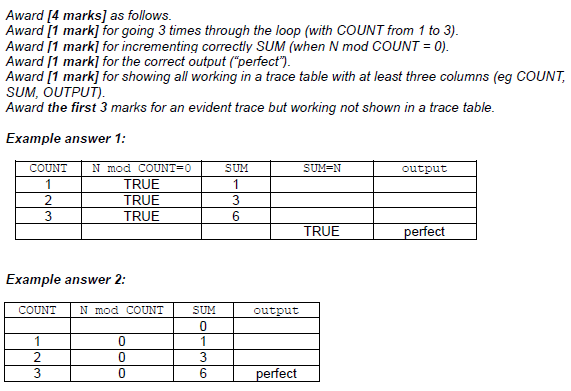 Award [4 marks] as follows.
Award [1 mark] for going 3 times through the loop (with COUNT from 1 to 3).
Award [1 mark] for incrementing correctly SUM (when N mod COUNT = 0).
Award [1 mark] for the correct output ("perfect").
Award [1 mark] for showing all working in a trace table with at least three columns (eg COUNT,
SUM, OUTPUT).
Award the first 3 marks for an evident trace but working not shown in a trace table.
Example answer 1:
COUNT N mod COUNT=0 SUM SUM=N output
1 TRUE 1
2 TRUE 3
3 TRUE 6
TRUE perfect
Example answer 2:
COUNT N mod COUNT SUM output
0
1 0 1
2 0 3
3 0 6 perfect